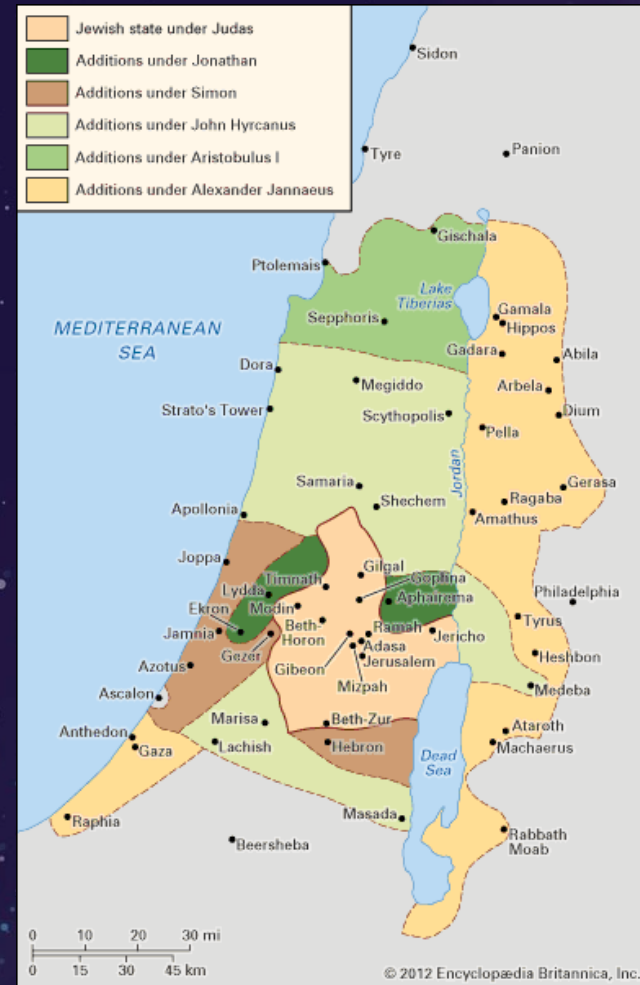 Jewish state under Judas
Additions under Jonathan
Additions under Simon
Additions under John Hyrcanus
Additions under Aristobulus I
Additions under Alexander Jannaeus
Sidon
Tyre
Panion
Gischala
Ptolemais
Lake
Tiberias
Sepphoris
Gamala
Hippos
MEDITERRANEAN
SEA
Gadara
Abila
Dora
Megiddo
Arbela
Strato's Tower
Scythopolis
Dium
Pella
Jordan
Samaria
Shechem
Gerasa
Ragaba
Apollonia
Amathus
Joppa
Gilgal
Timnath
Gophna
Lydda
Aphairema
Philadelphia
Ekron
Modin
Tyrus
Jamnia
Beth-
Horon
Ramah
Jericho
Adasa
Gezer
Jerusalem
Heshbon
Azotus
Gibeon
Mizpah
Medeba
Ascalon
Marisa
Beth-Zur
Ataroth
Anthedon
Gaza
Lachish
Hebron
Machaerus
Dead
Sea
Raphia
Masada
Rabbath
Moab
Beersheba
0 10 20 30 mi
0 15 30 45 km
© 2012 Encyclopædia Britannica, Inc.